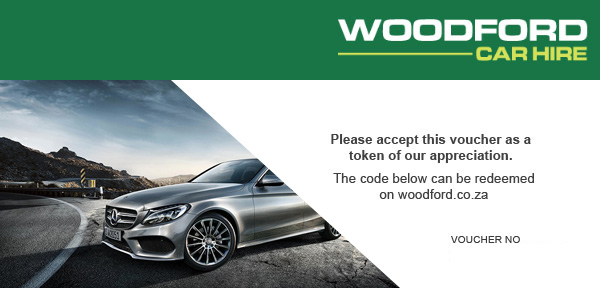 WOODFORD
CAR HIRE
Please accept this voucher as a
token of our appreciation.
The code below can be redeemed
on woodford.co.za
VOUCHER NO